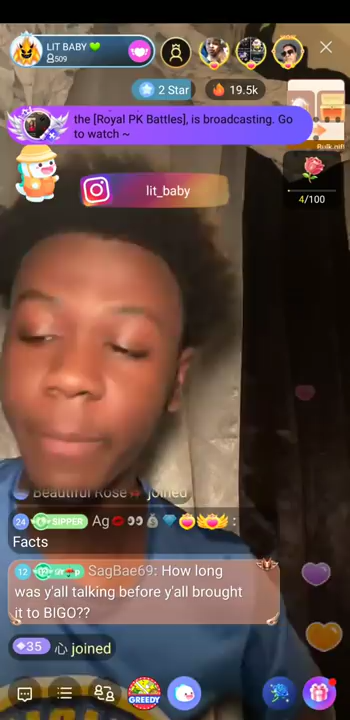 LIT BABY
509
2 Star
19.5k
the [Royal PK Battles], is broadcasting. Go
to watch ~
Bulk gift
lit_baby
4/100
Beautiful Rose joined
24 SIPPER Ag :
Facts
12 SagBae69: How long
was y'all talking before y'all brought
it to BIGO??
35 joined
GREEDY